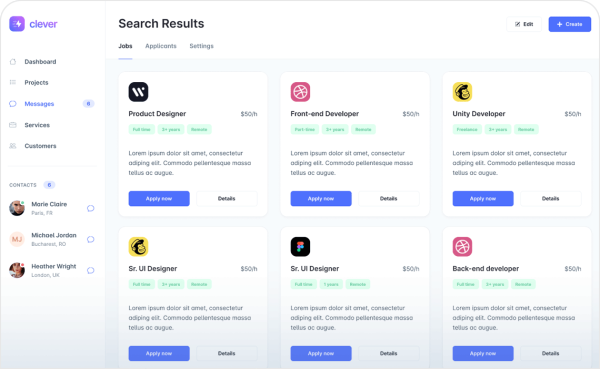 clever
Dashboard
Projects
Messages 6
Services
Customers
CONTACTS 6
Marie Claire
Paris, FR
MJ
Michael Jordan
Bucharest, RO
Heather Wright
London, UK
Search Results
Edit
+ Create
Jobs Applicants Settings
Product Designer $50/h
Full time 5+ years Remote
Lorem ipsum dolor sit amet, consectetur
adiping elit. Commodo pellentesque massa
tellus ac augue.
Apply now Details
Front-end Developer $50/h
Part-time 5+ years Remote
Lorem ipsum dolor sit amet, consectetur
adiping elit. Commodo pellentesque massa
tellus ac augue.
Apply now Details
Unity Developer $50/h
Freelance 3+ years Remote
Lorem ipsum dolor sit amet, consectetur
adiping elit. Commodo pellentesque massa
tellus ac augue.
Apply now Details
Sr. UI Designer $50/h
Full time 3+ years Remote
Lorem ipsum dolor sit amet, consectetur
adiping elit. Commodo pellentesque massa
tellus ac augue.
Apply now Details
Sr. UI Designer $50/h
Full time 1 years Remote
Lorem ipsum dolor sit amet, consectetur
adiping elit. Commodo pellentesque massa
tellus ac augue.
Apply now Details
Back-end developer $50/h
Full time 5+ years Remote
Lorem ipsum dolor sit amet, consectetur
adiping elit. Commodo pellentesque massa
tellus ac augue.
Apply now Details